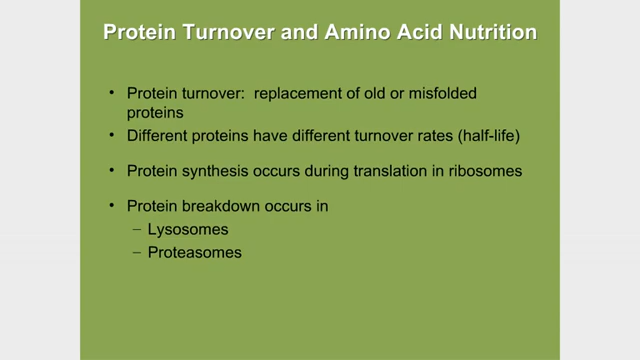 Protein Turnover and Amino Acid Nutrition
• Protein turnover:  replacement of old or misfolded
proteins
• Different proteins have different turnover rates (half-life)
• Protein synthesis occurs during translation in ribosomes
• Protein breakdown occurs in
– Lysosomes
– Proteasomes